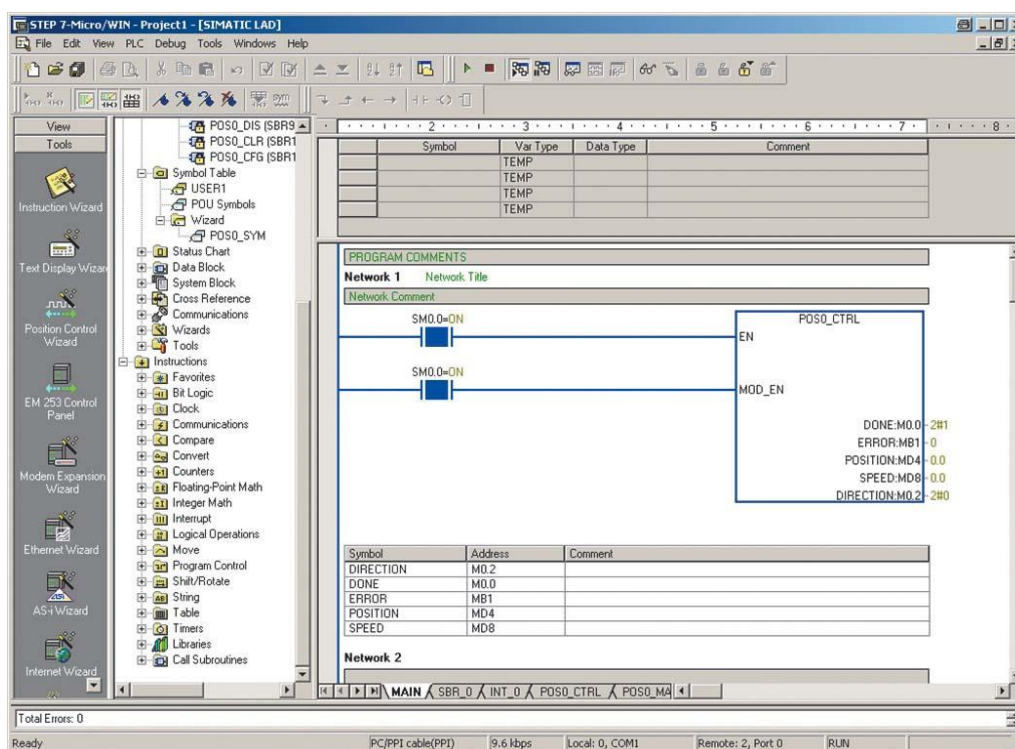 STEP 7-Micro/WIN - Project1 - [SIMATIC LAD]
File Edit View PLC Debug Tools Windows Help
View
Tools
Instruction Wizard
Text Display Wizar
Position Control
Wizard
EM 253 Control
Panel
Modem Expansion
Wizard
Ethernet Wizard
AS-i Wizard
Internet Wizard
POS0_DIS (SBR9
POS0_CLR (SBR1
POS0_CFG (SBR1
Symbol Table
USER1
POU Symbols
Wizard
POS0_SYM
Status Chart
Data Block
System Block
Cross Reference
Communications
Wizards
Tools
Instructions
Favorites
Bit Logic
Clock
Communications
Compare
Convert
Counters
Floating-Point Math
Integer Math
Interrupt
Logical Operations
Move
Program Control
Shift/Rotate
String
Table
Timers
Libraries
Call Subroutines
2 3 4 5 6 7 8
Symbol Var Type Data Type Comment
TEMP
TEMP
TEMP
TEMP
PROGRAM COMMENTS
Network 1 Network Title
Network Comment
SM0.0=ON
POS0_CTRL
EN
SM0.0=ON
MOD_EN
DONE:M0.0 2#1
ERROR:MB1 0
POSITION:MD4 0.0
SPEED:MD8 0.0
DIRECTION:M0.2 2#0
Symbol Address Comment
DIRECTION M0.2
DONE M0.0
ERROR MB1
POSITION MD4
SPEED MD8
Network 2
MAIN SBR_0 INT_0 POS0_CTRL POS0_MA
Total Errors: 0
Ready PC/PPI cable(PPI) 9.6 kbps Local: 0, COM1 Remote: 2, Port 0 RUN